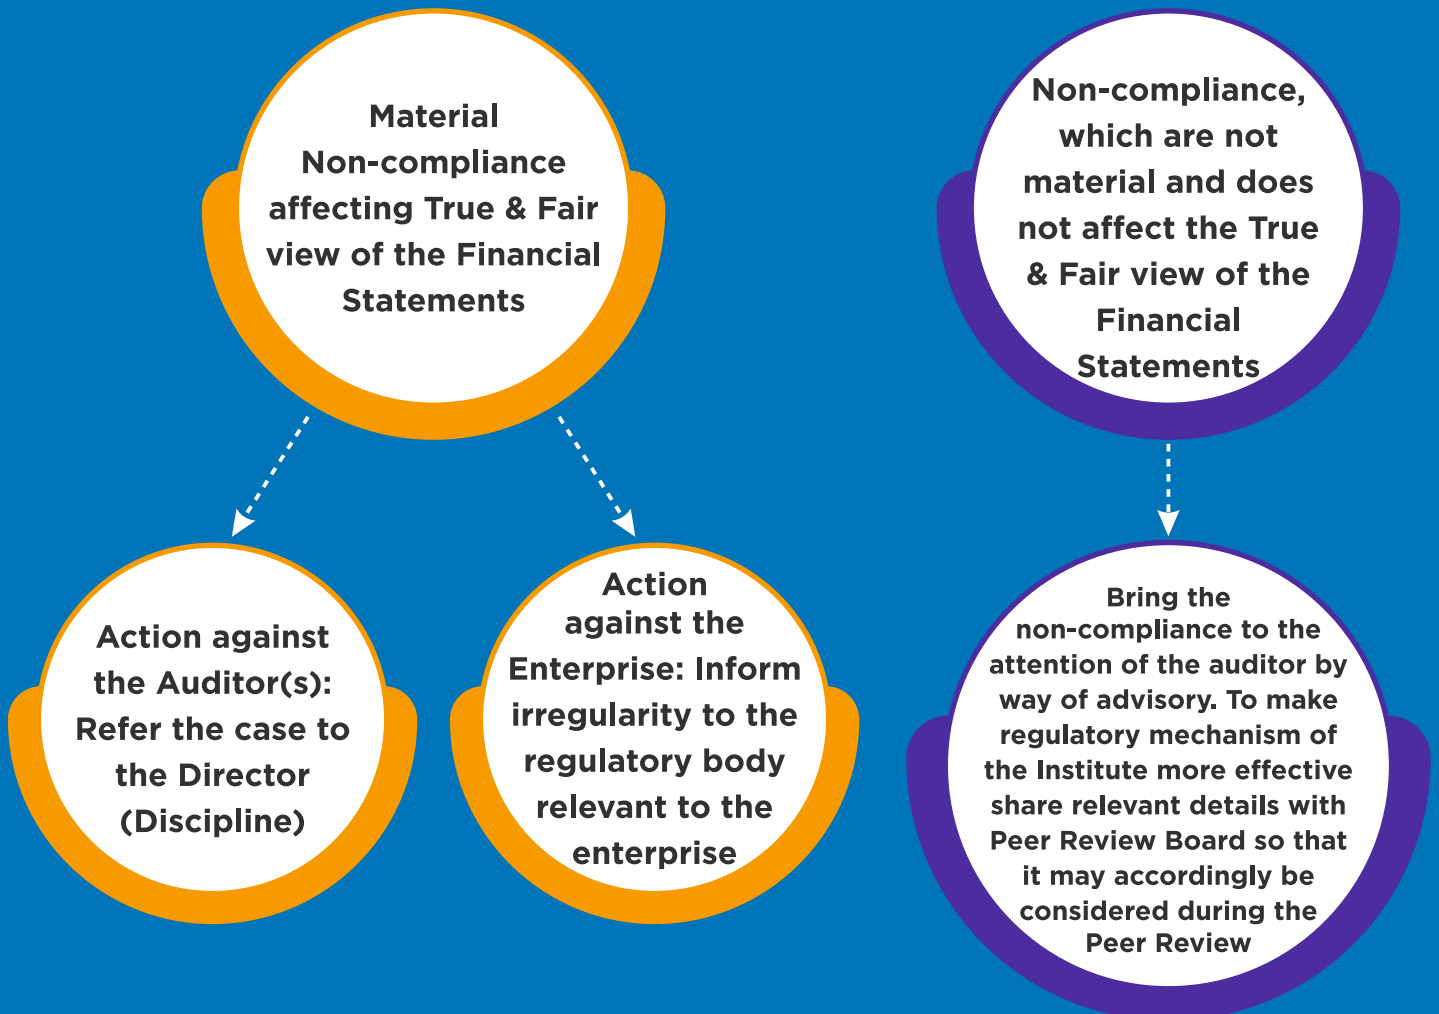 Material
Non-compliance
affecting True & Fair
view of the Financial
Statements
Non-compliance,
which are not
material and does
not affect the True
& Fair view of the
Financial
Statements
Action against
the Auditor(s):
Refer the case to
the Director
(Discipline)
Action
against the
Enterprise: Inform
irregularity to the
regulatory body
relevant to the
enterprise
Bring the
non-compliance to the
attention of the auditor by
way of advisory. To make
regulatory mechanism of
the Institute more effective
share relevant details with
Peer Review Board so that
it may accordingly be
considered during the
Peer Review